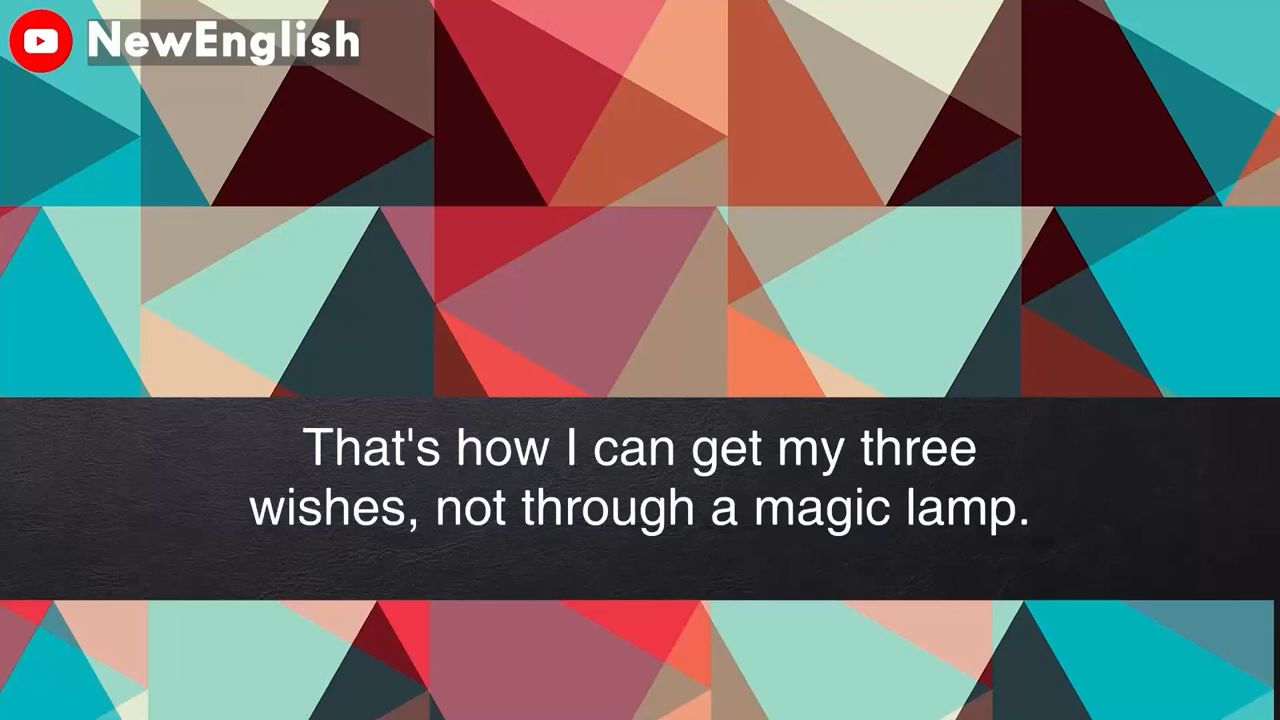 NewEnglish
That's how I can get my three
wishes, not through a magic lamp.